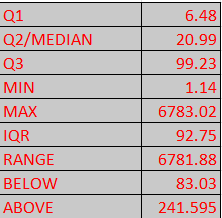 Q1 6.48
Q2/MEDIAN 20.99
Q3 99.23
MIN 1.14
MAX 6783.02
IQR 92.75
RANGE 6781.88
BELOW 83.03
ABOVE 241.595